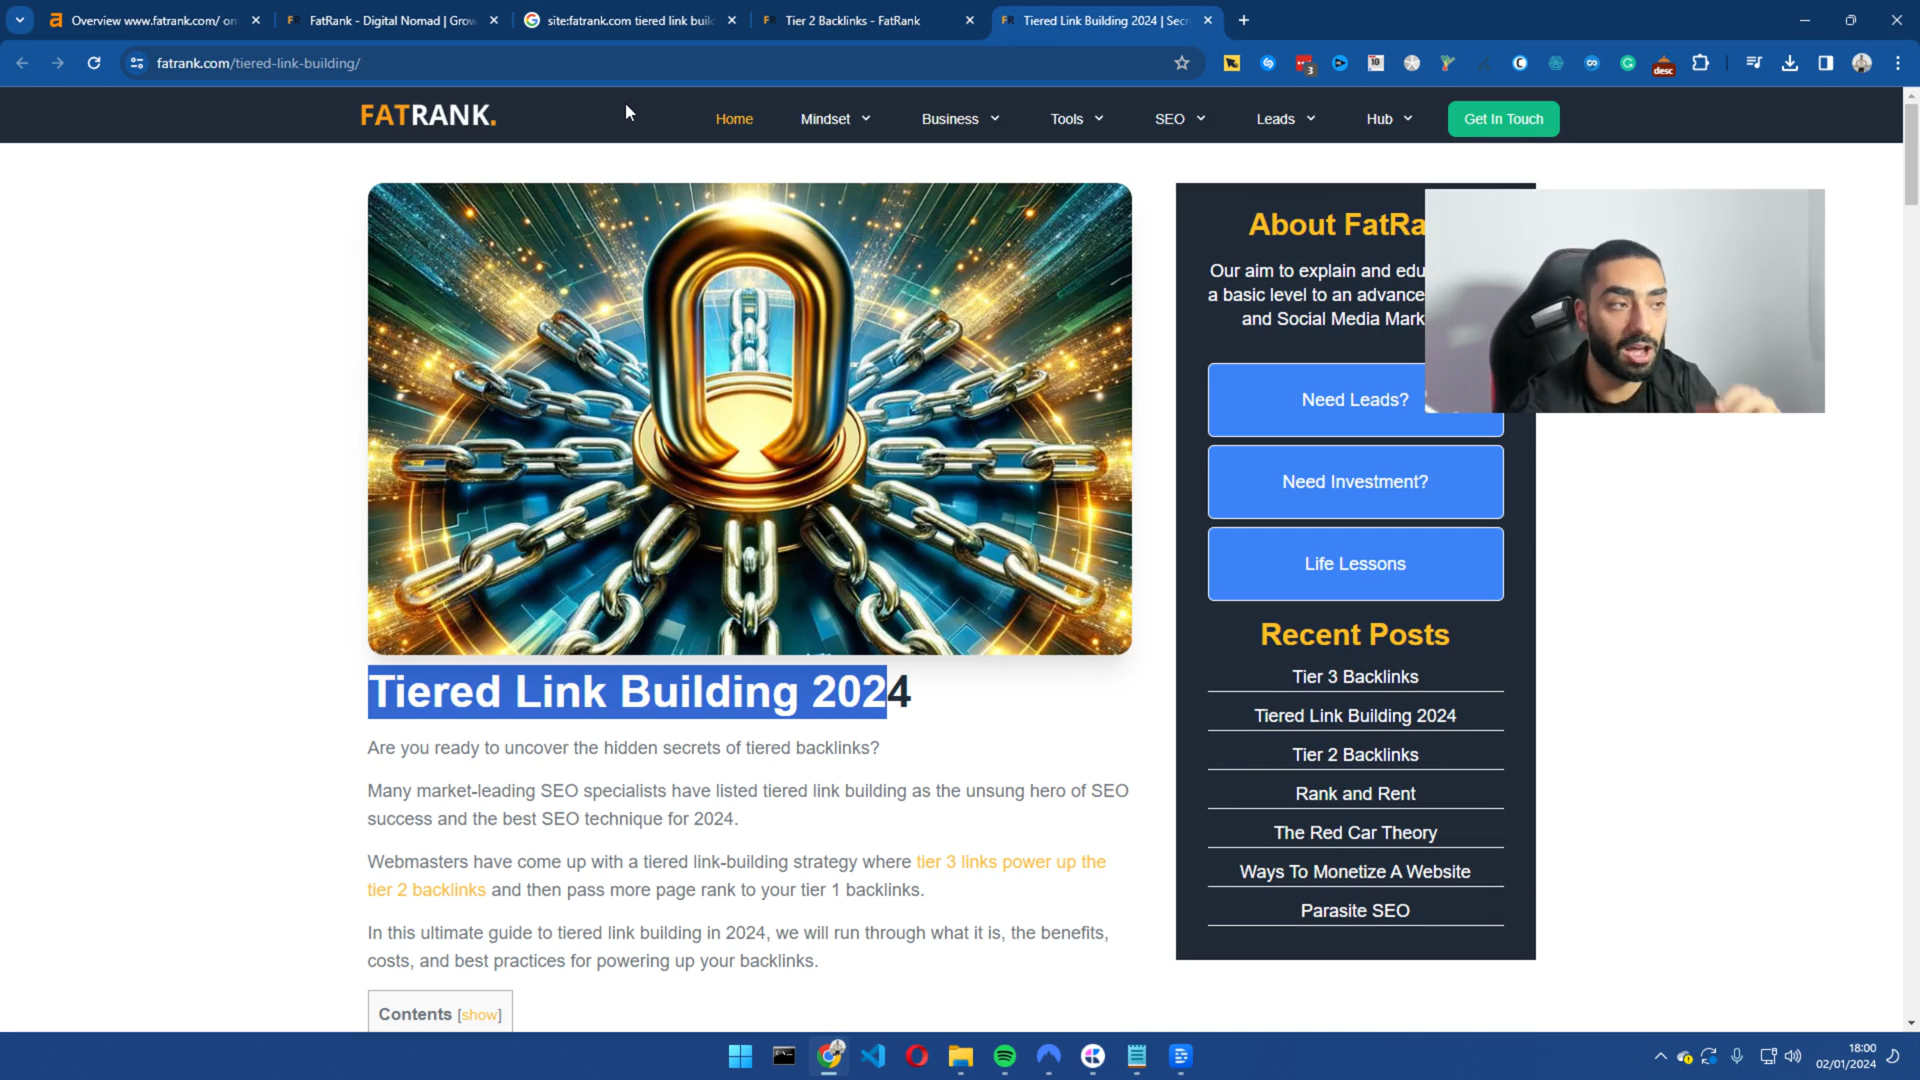 Overview www.fatrank.com/ on
FatRank - Digital Nomad | Grow
site:fatrank.com tiered link buil
Tier 2 Backlinks - FatRank
Tiered Link Building 2024 | Secr
fatrank.com/tiered-link-building/
3
10
desc
FATRANK.
Home
Mindset
Business
Tools
SEO
Leads
Hub
Get In Touch
Tiered Link Building 2024
Are you ready to uncover the hidden secrets of tiered backlinks?
Many market-leading SEO specialists have listed tiered link building as the unsung hero of SEO
success and the best SEO technique for 2024.
Webmasters have come up with a tiered link-building strategy where tier 3 links power up the
tier 2 backlinks and then pass more page rank to your tier 1 backlinks.
In this ultimate guide to tiered link building in 2024, we will run through what it is, the benefits,
costs, and best practices for powering up your backlinks.
Contents [show]
About FatRa
Our aim to explain and edu
a basic level to an advance
and Social Media Mark
Need Leads?
Need Investment?
Life Lessons
Recent Posts
Tier 3 Backlinks
Tiered Link Building 2024
Tier 2 Backlinks
Rank and Rent
The Red Car Theory
Ways To Monetize A Website
Parasite SEO
18:00
02/01/2024